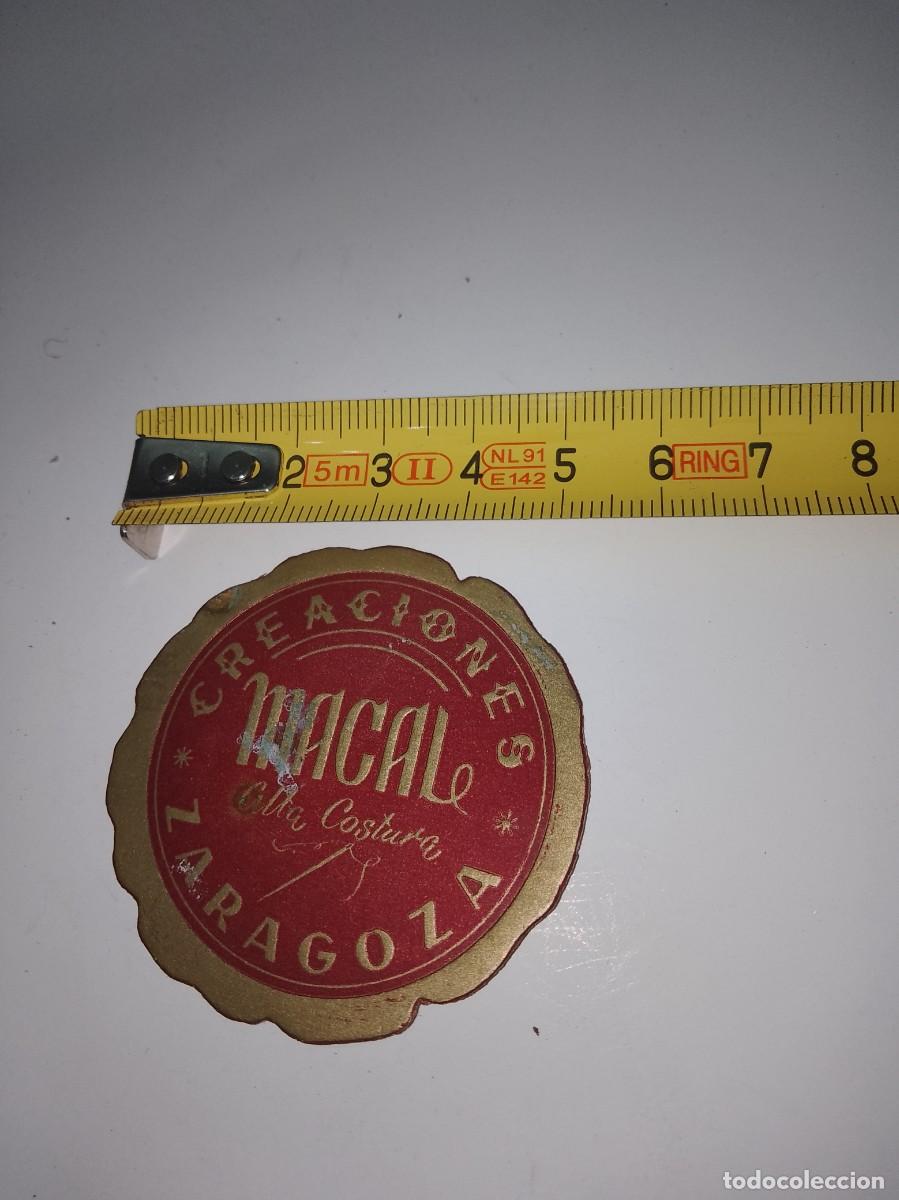 2 5m 3 II 4 NL 91 5 6 RING 7 8
E 142
CREACIONES
MACAL
Alta Costura
ZARAGOZA
todocoleccion